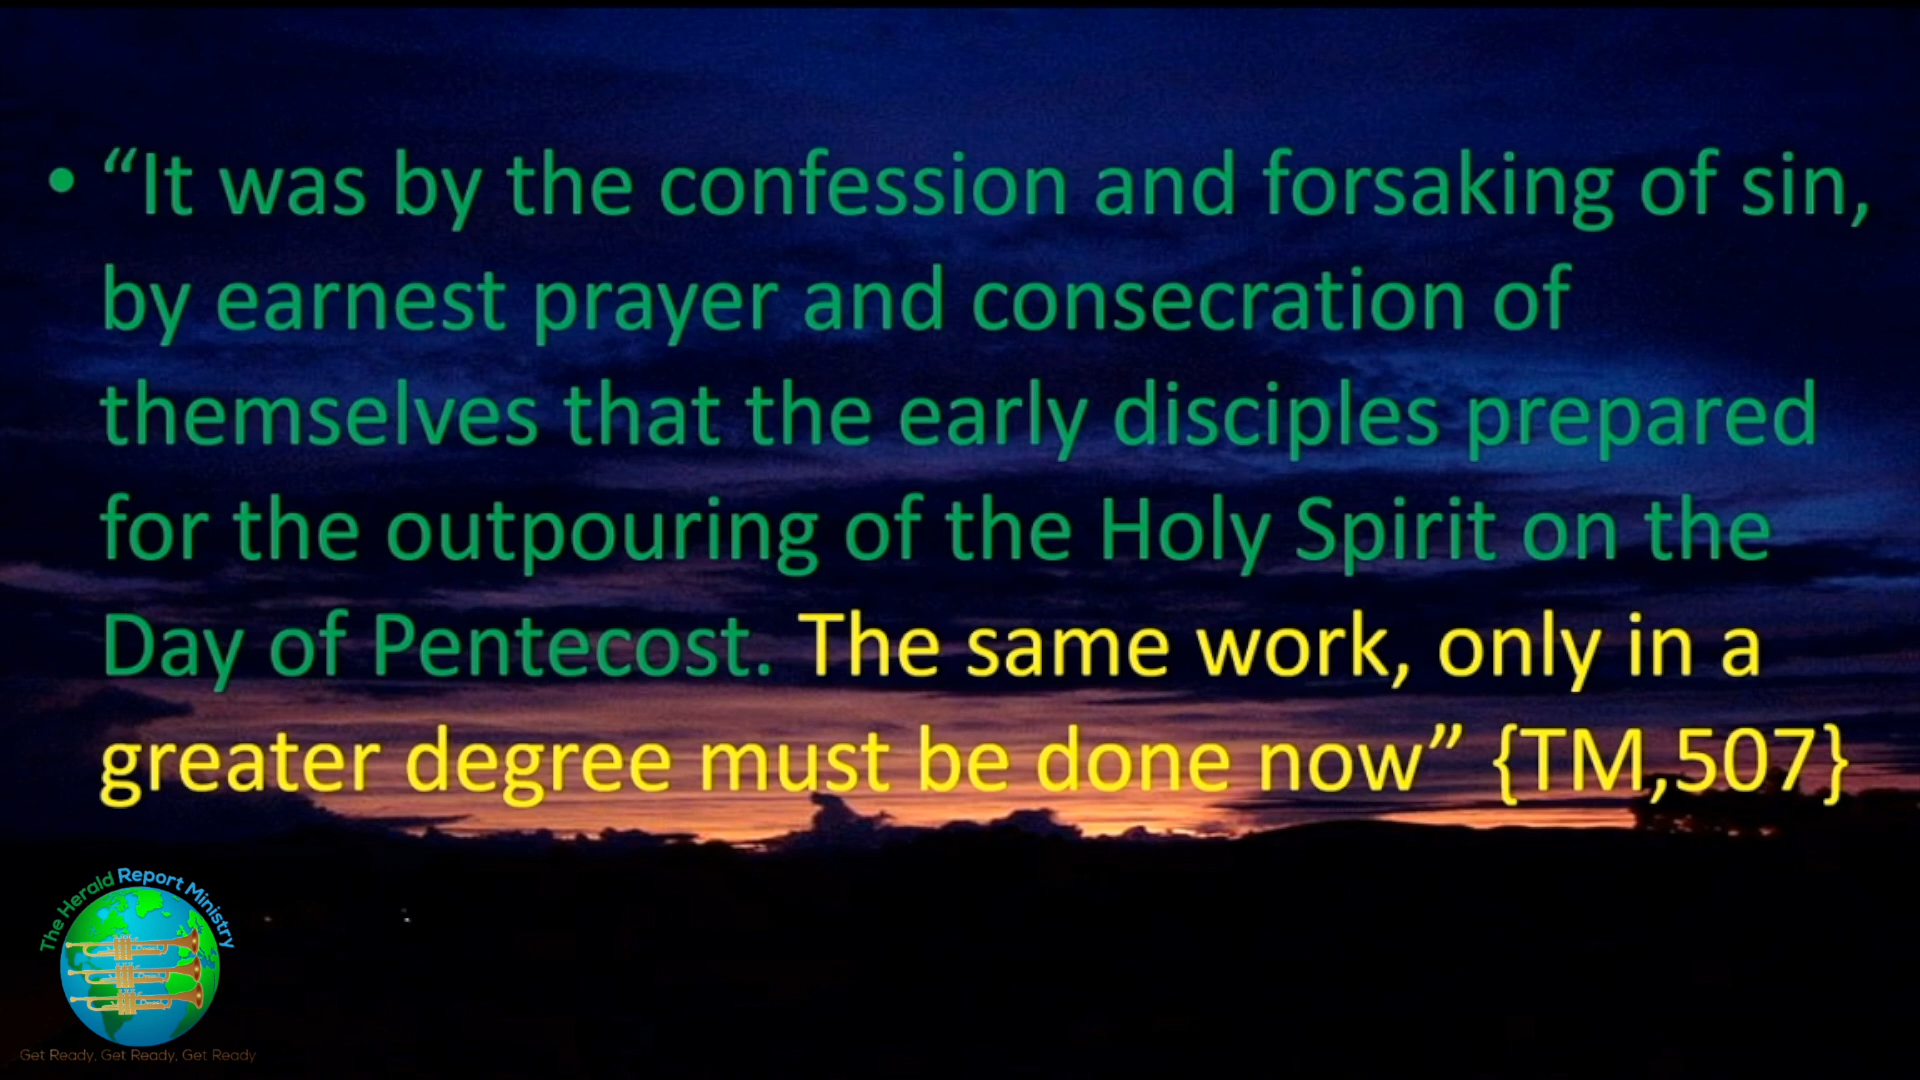 • “It was by the confession and forsaking of sin,
by earnest prayer and consecration of
themselves that the early disciples prepared
for the outpouring of the Holy Spirit on the
Day of Pentecost. The same work, only in a
greater degree must be done now” {TM,507}
The Herald Report Ministry
Get Ready, Get Ready, Get Ready